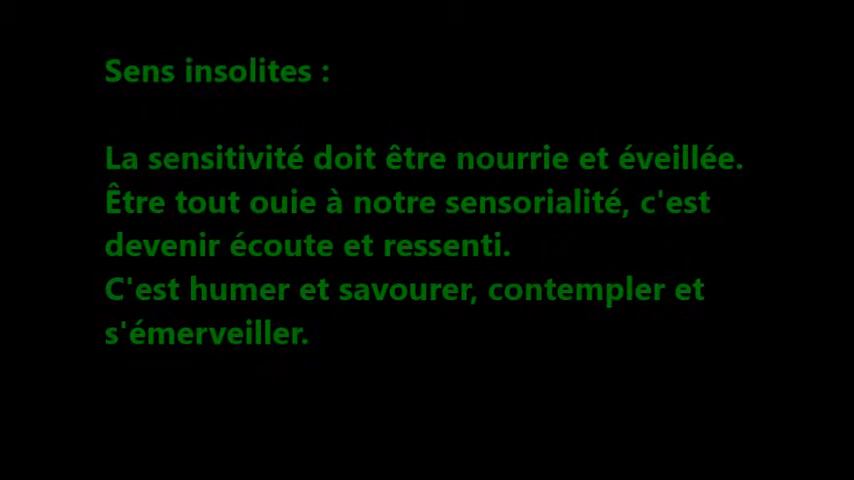 Sens insolites :
La sensitivité doit être nourrie et éveillée.
Être tout ouie à notre sensorialité, c'est
devenir écoute et ressenti.
C'est humer et savourer, contempler et
s'émerveiller.